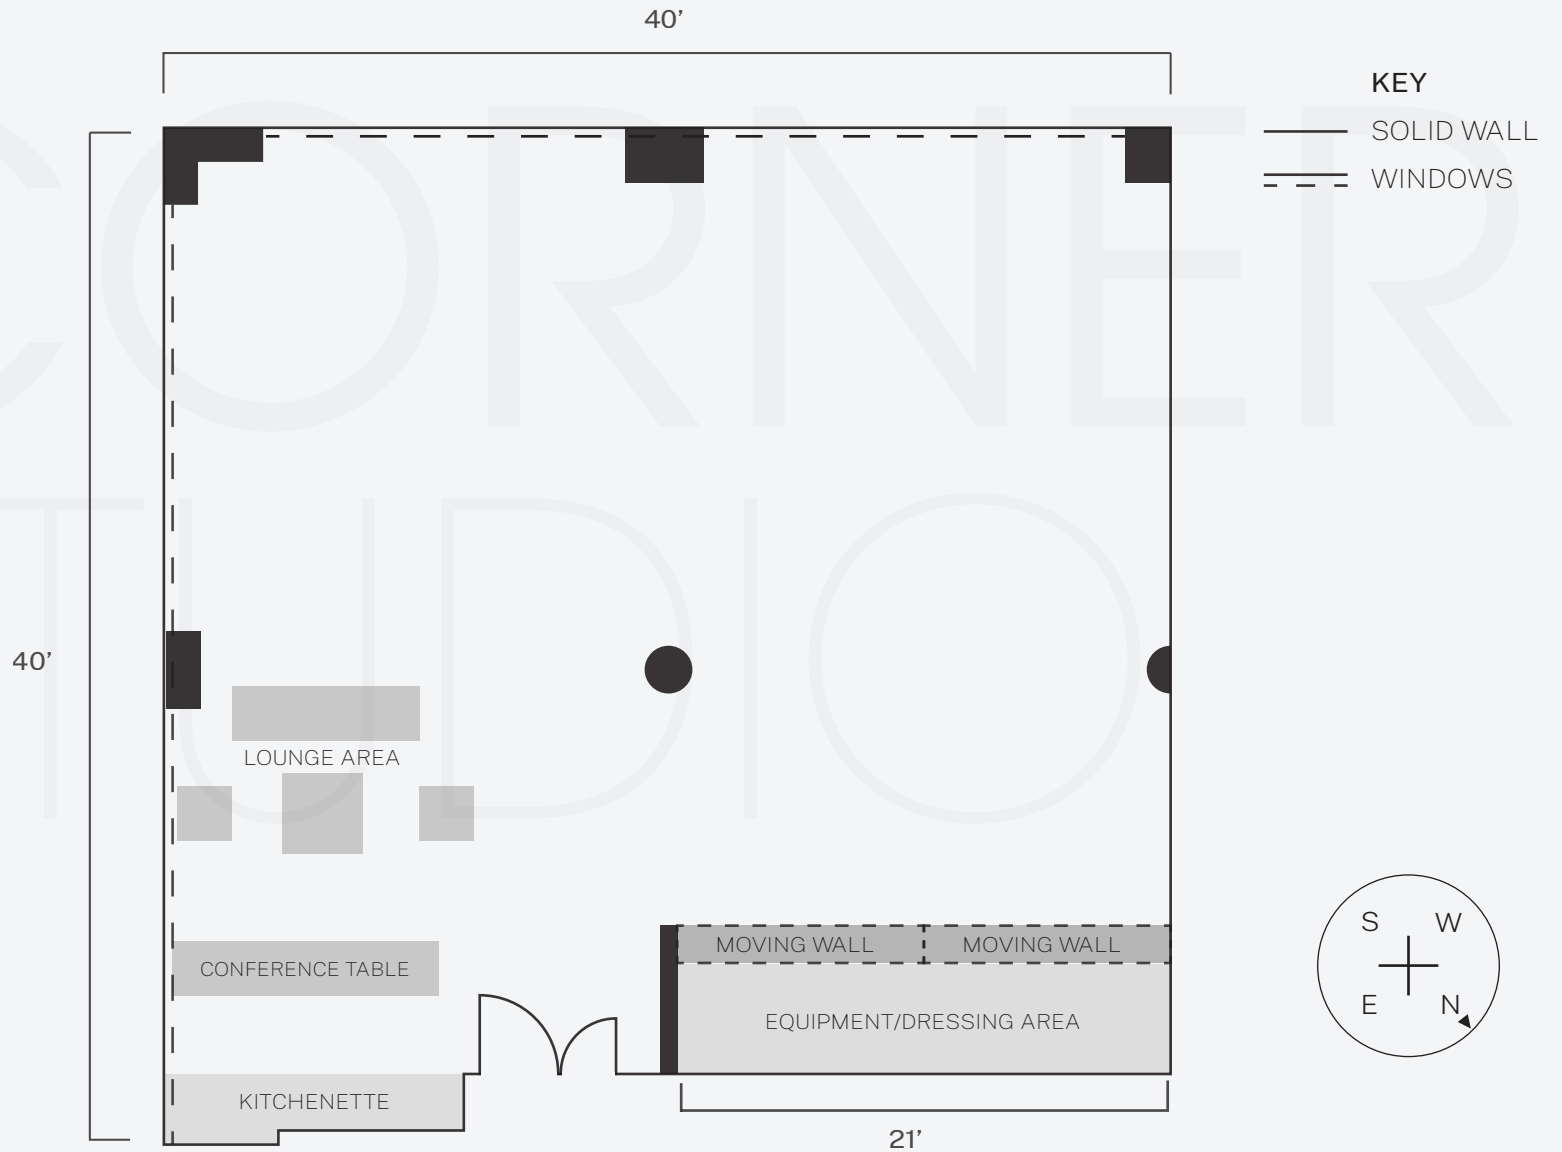 40’
KEY
SOLID WALL
WINDOWS
CORNER
STUDIO
40’
LOUNGE AREA
MOVING WALL
MOVING WALL
CONFERENCE TABLE
EQUIPMENT/DRESSING AREA
KITCHENETTE
21’
S W
E N